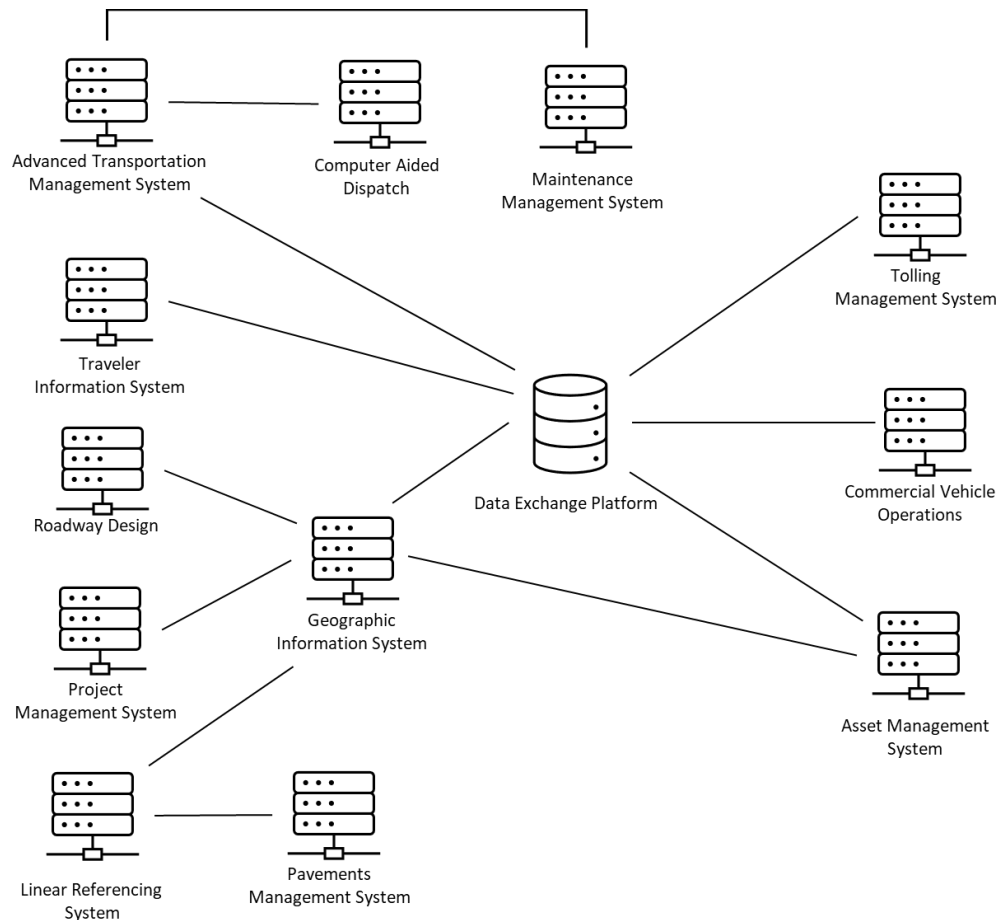 Advanced Transportation
Management System
Computer Aided
Dispatch
Maintenance
Management System
Tolling
Management System
Traveler
Information System
Data Exchange Platform
Commercial Vehicle
Operations
Roadway Design
Geographic
Information System
Project
Management System
Asset Management
System
Linear Referencing
System
Pavements
Management System